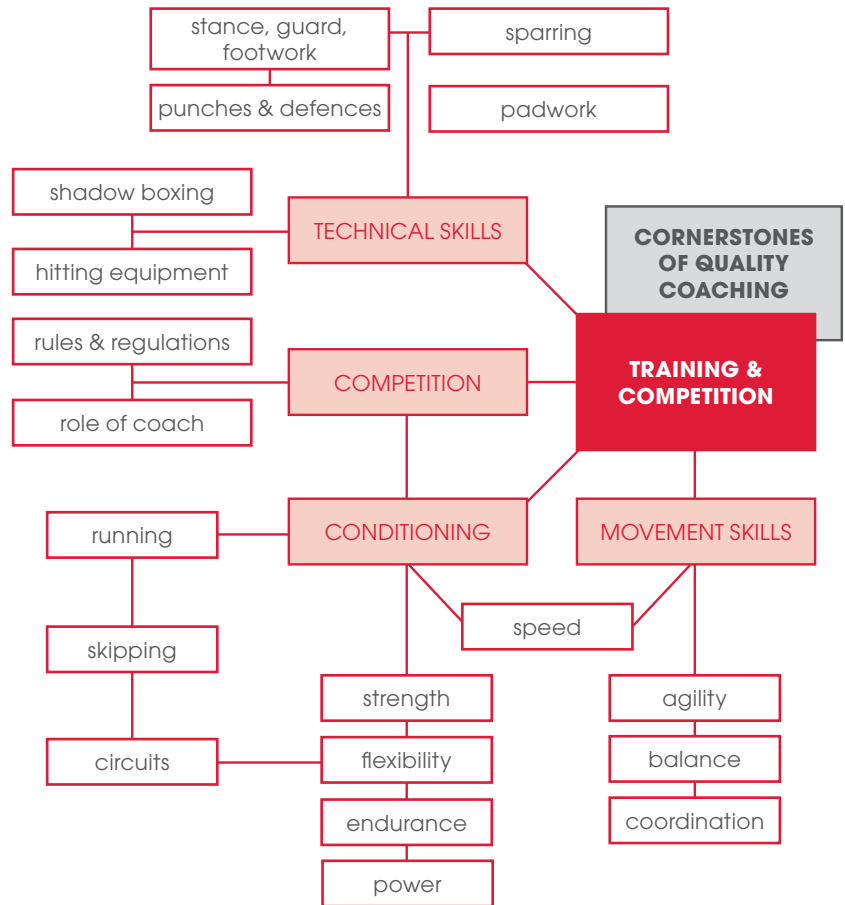 stance, guard,
footwork
sparring
punches & defences
padwork
shadow boxing
TECHNICAL SKILLS
hitting equipment
CORNERSTONES
OF QUALITY
COACHING
rules & regulations
COMPETITION
TRAINING &
COMPETITION
role of coach
running
CONDITIONING
MOVEMENT SKILLS
speed
skipping
strength
agility
circuits
flexibility
balance
endurance
coordination
power